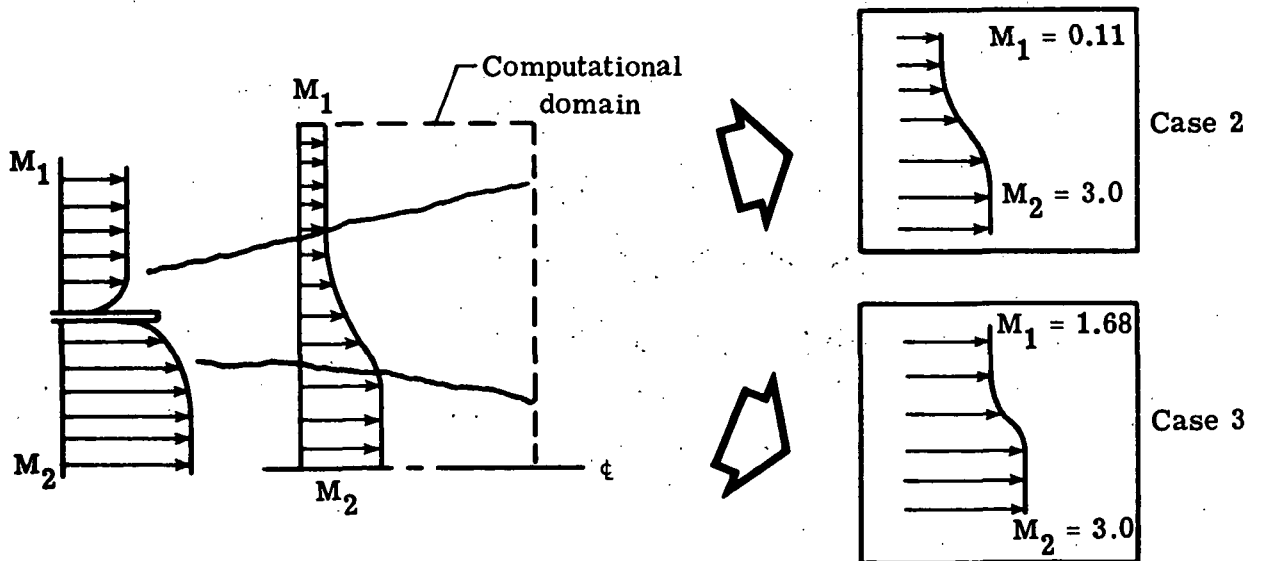 Computational
domain
M1
M1
M2
M2
℄
M1 = 0.11
M2 = 3.0
Case 2
M1 = 1.68
M2 = 3.0
Case 3